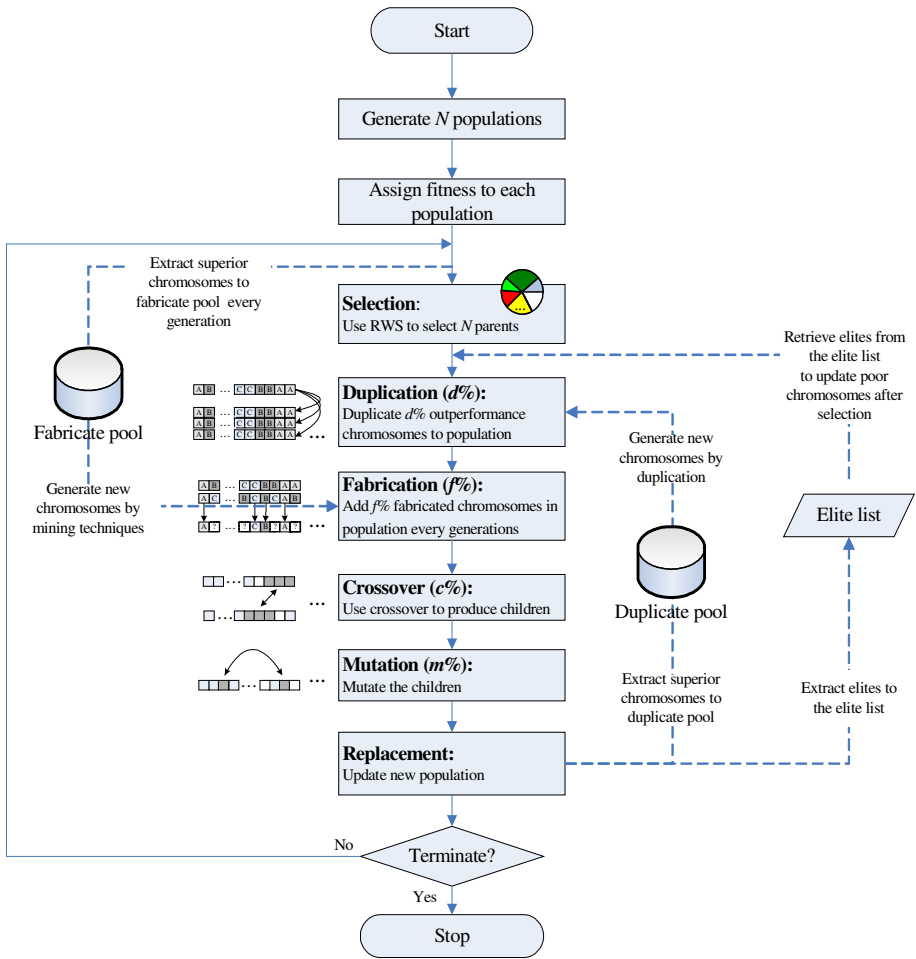 Start
Generate N populations
Assign fitness to each
population
Extract superior
chromosomes to
fabricate pool every
generation
Selection:
Use RWS to select N parents
...
Retrieve elites from
the elite list
to update poor
chromosomes after
selection
Fabricate pool
A B ... C C B B A A
A B ... C C B B A A
A B ... C C B B A A
A B ... C C B B A A
...
Duplication (d%):
Duplicate d% outperformance
chromosomes to population
Generate new
chromosomes by
duplication
Generate new
chromosomes by
mining techniques
A B ... C C B B A A
A C ... B C B C A B
A ? ... ? C B ? A ?
...
Fabrication (f%):
Add f% fabricated chromosomes in
population every generations
Elite list
Duplicate pool
...
...
...
Crossover (c%):
Use crossover to produce children
...
...
Mutation (m%):
Mutate the children
Extract superior
chromosomes to
duplicate pool
Extract elites to
the elite list
Replacement:
Update new population
No
Terminate?
Yes
Stop